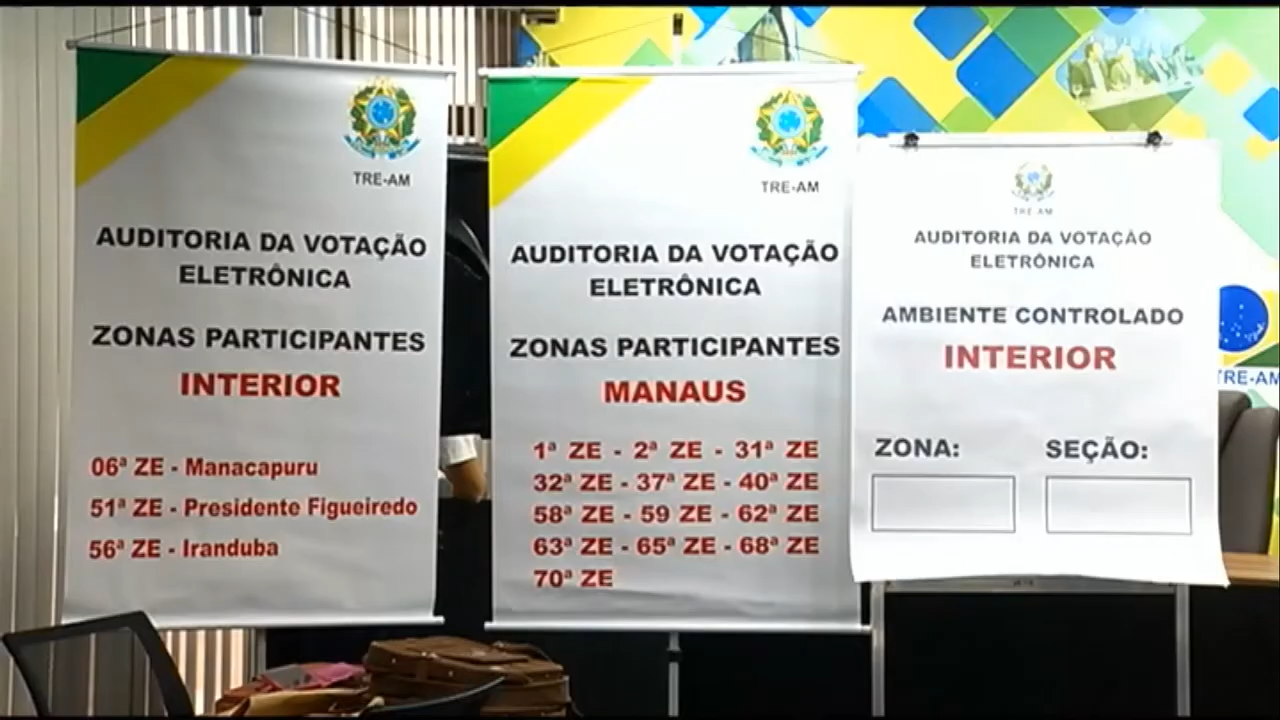 TRE-AM
AUDITORIA DA VOTAÇÃO
ELETRÔNICA
ZONAS PARTICIPANTES
INTERIOR
06ª ZE - Manacapuru
51ª ZE - Presidente Figueiredo
56ª ZE - Iranduba
TRE-AM
AUDITORIA DA VOTAÇÃO
ELETRÔNICA
ZONAS PARTICIPANTES
MANAUS
1ª ZE - 2ª ZE - 31ª ZE
32ª ZE - 37ª ZE - 40ª ZE
58ª ZE - 59 ZE - 62ª ZE
63ª ZE - 65ª ZE - 68ª ZE
70ª ZE
TRE-AM
AUDITORIA DA VOTAÇÃO
ELETRÔNICA
AMBIENTE CONTROLADO
INTERIOR
ZONA: SEÇÃO:
TRE-AM